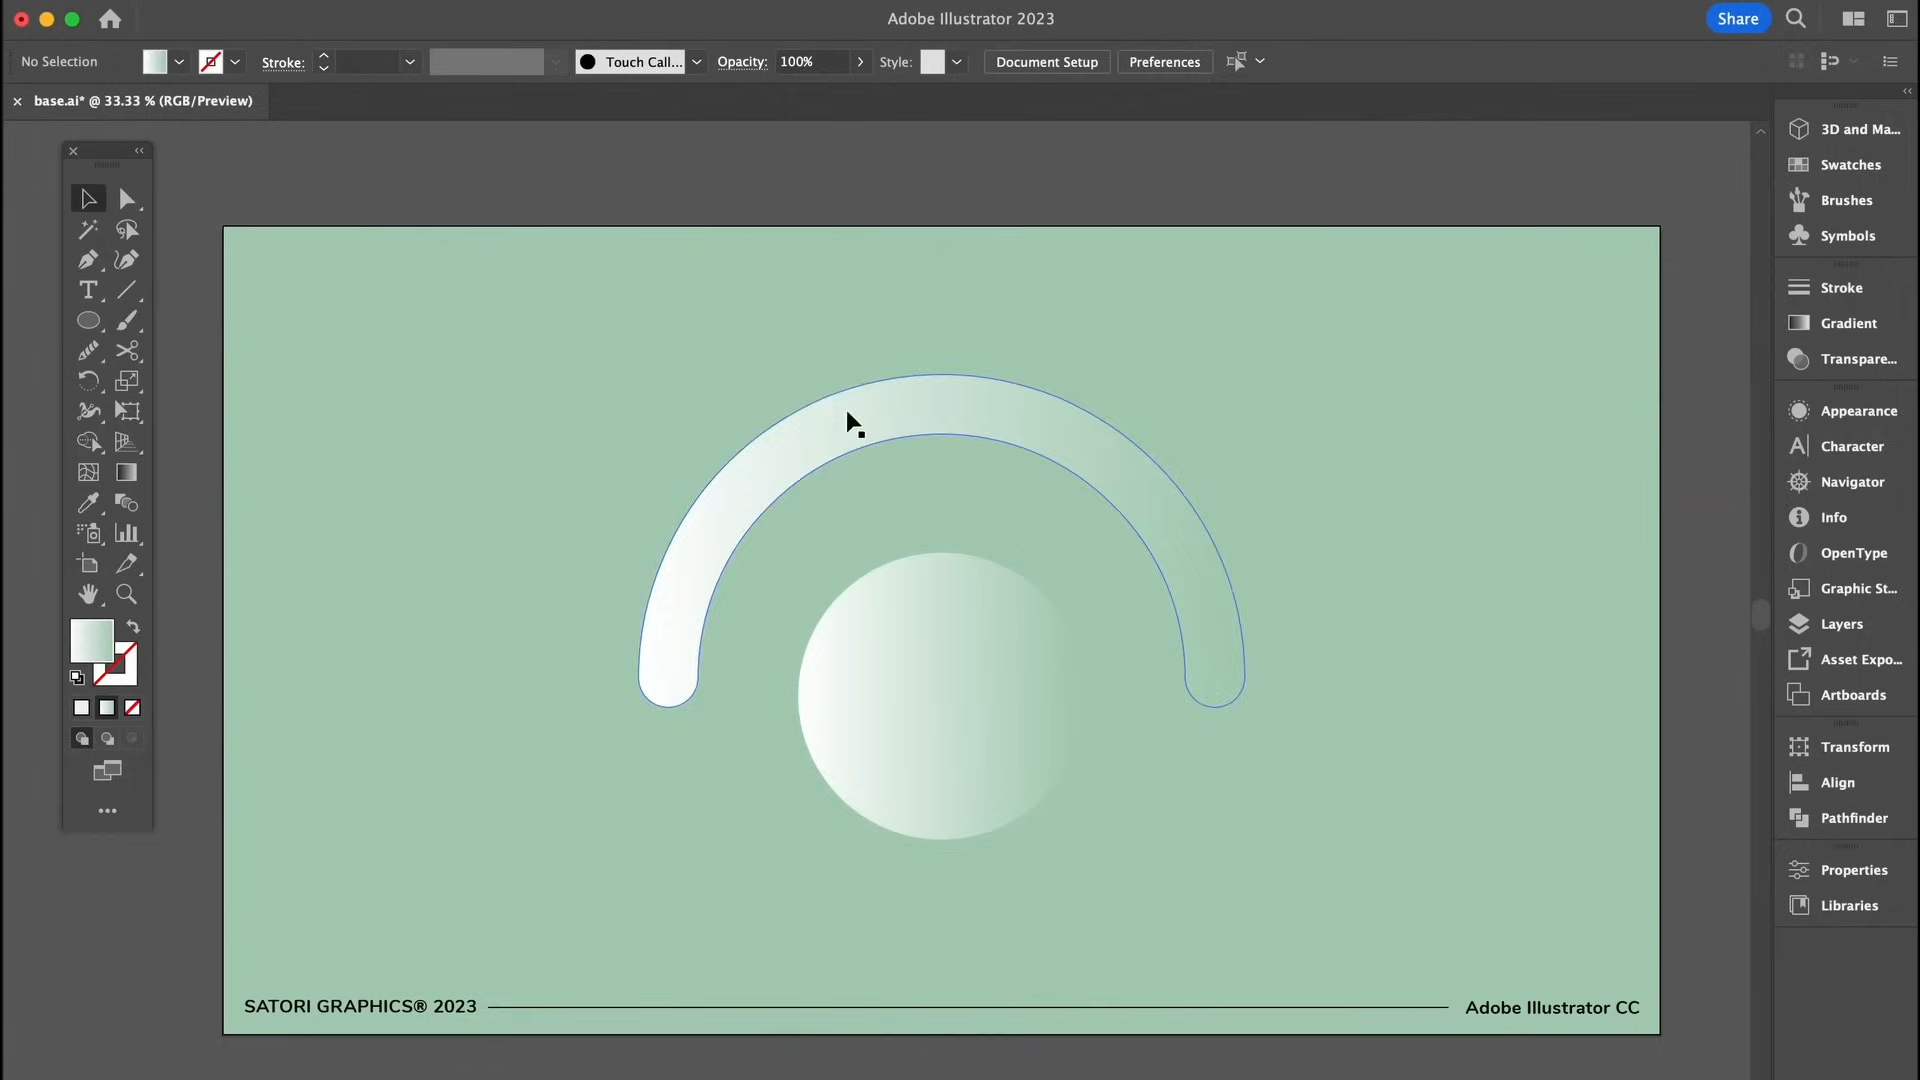 Adobe Illustrator 2023
Share
No Selection
Stroke:
Touch Call...
Opacity:
100%
Style:
Document Setup
Preferences
base.ai* @ 33.33 % (RGB/Preview)
3D and Ma...
Swatches
Brushes
Symbols
Stroke
Gradient
Transpare...
Appearance
Character
Navigator
Info
OpenType
Graphic St...
Layers
Asset Expo...
Artboards
Transform
Align
Pathfinder
Properties
Libraries
SATORI GRAPHICS® 2023
Adobe Illustrator CC